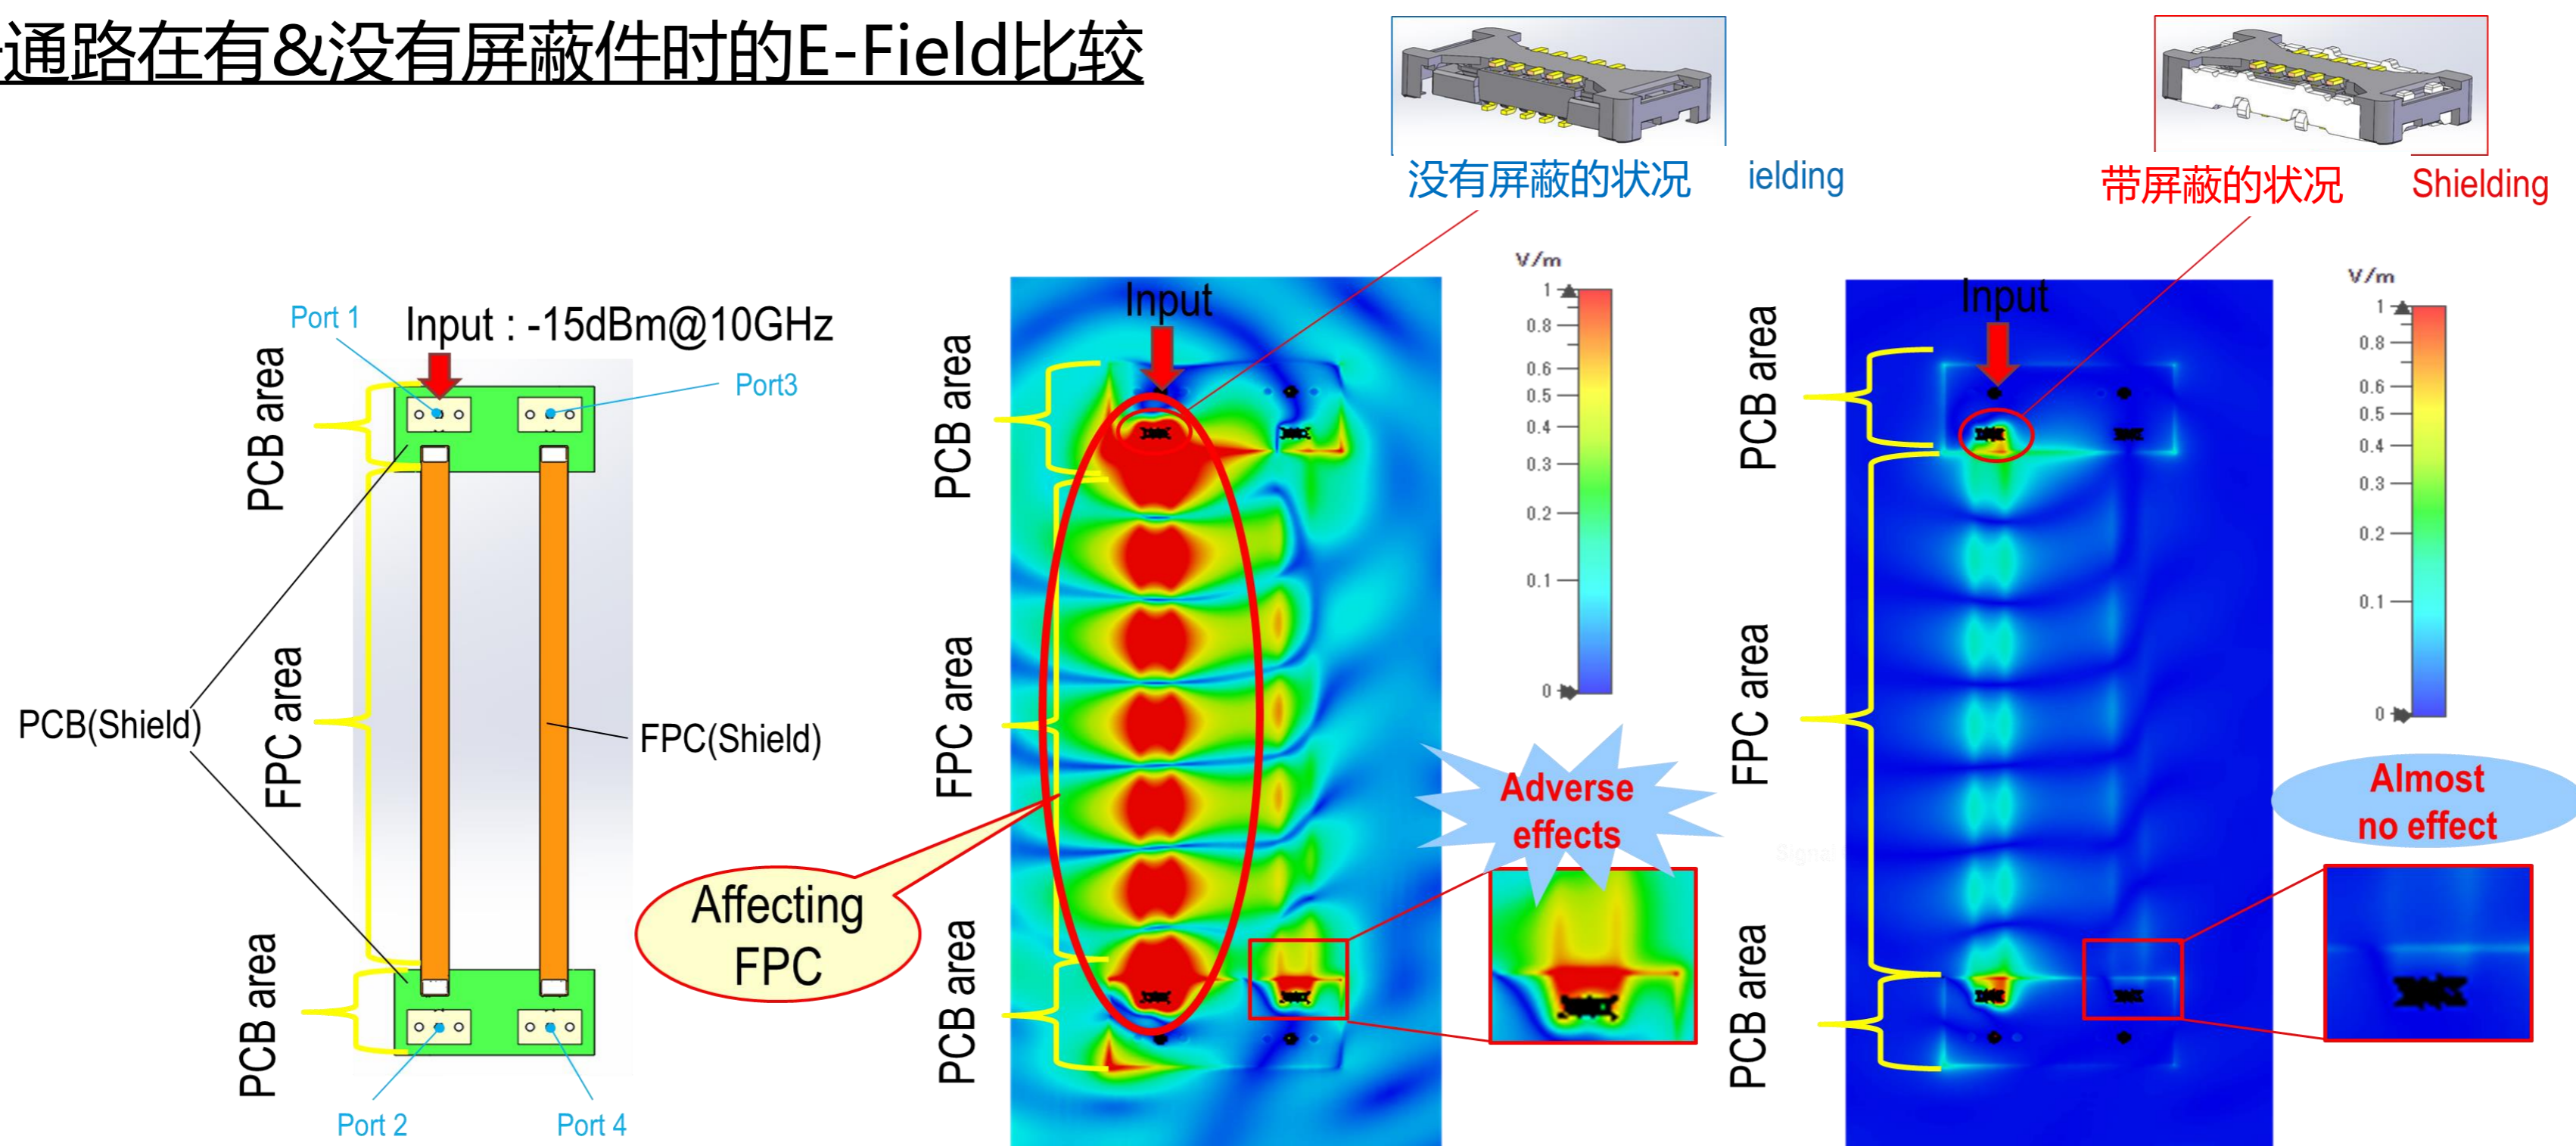 通路在有&没有屏蔽件时的E-Field比较
没有屏蔽的状况 ielding
带屏蔽的状况 Shielding
Port 1
Input : -15dBm@10GHz
Port3
PCB area
FPC area
PCB area
PCB(Shield)
FPC(Shield)
Port 2
Port 4
Affecting
FPC
Input
PCB area
FPC area
PCB area
V/m
1
0.8
0.6
0.5
0.4
0.3
0.2
0.1
0
Adverse
effects
Input
PCB area
FPC area
PCB area
Signal
V/m
1
0.8
0.6
0.5
0.4
0.3
0.2
0.1
0
Almost
no effect